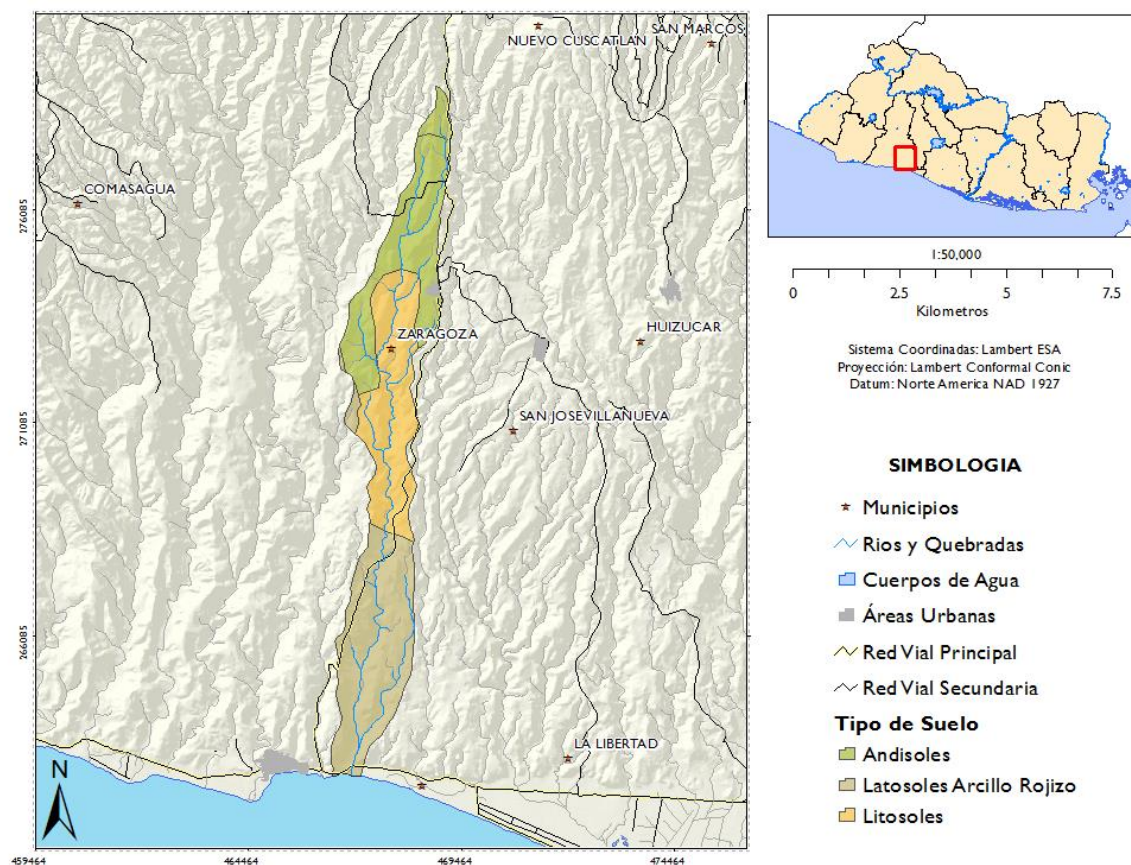 NUEVO CUSCATLAN
SAN MARCOS
COMASAGUA
ZARAGOZA
HUIZUCAR
SAN JOSEVILLANUEVA
LA LIBERTAD
N
276085
271085
266085
459464
464464
469464
474464
1:50,000
0 2.5 5 7.5
Kilometros
Sistema Coordinadas: Lambert ESA
Proyección: Lambert Conformal Conic
Datum: Norte America NAD 1927
SIMBOLOGIA
Municipios
Rios y Quebradas
Cuerpos de Agua
Áreas Urbanas
Red Vial Principal
Red Vial Secundaria
Tipo de Suelo
Andisoles
Latosoles Arcillo Rojizo
Litosoles